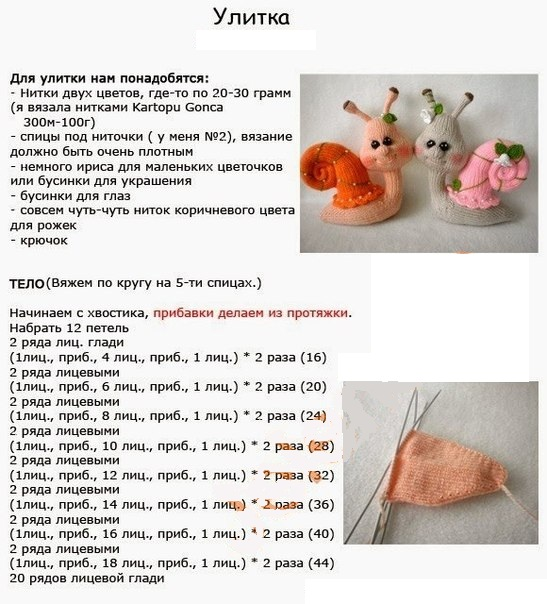 Улитка
Для улитки нам понадобятся:
- Нитки двух цветов, где-то по 20-30 грамм
(я вязала нитками Kartopu Gonca
300м-100г)
- спицы под ниточки ( у меня №2), вязание
должно быть очень плотным
- немного ириса для маленьких цветочков
или бусинки для украшения
- бусинки для глаз
- совсем чуть-чуть ниток коричневого цвета
для рожек
- крючок
ТЕЛО(Вяжем по кругу на 5-ти спицах.)
Начинаем с хвостика, прибавки делаем из протяжки.
Набрать 12 петель
2 ряда лиц. глади
(1лиц., приб., 4 лиц., приб., 1 лиц.) * 2 раза (16)
2 ряда лицевыми
(1лиц., приб., 6 лиц., приб., 1 лиц.) * 2 раза (20)
2 ряда лицевыми
(1лиц., приб., 8 лиц., приб., 1 лиц.) * 2 раза (24)
2 ряда лицевыми
(1лиц., приб., 10 лиц., приб., 1 лиц.) * 2 раза (28)
2 ряда лицевыми
(1лиц., приб., 12 лиц., приб., 1 лиц.) * 2 раза (32)
2 ряда лицевыми
(1лиц., приб., 14 лиц., приб., 1 лиц.) * 2 раза (36)
2 ряда лицевыми
(1лиц., приб., 16 лиц., приб., 1 лиц.) * 2 раза (40)
2 ряда лицевыми
(1лиц., приб., 18 лиц., приб., 1 лиц.) * 2 раза (44)
20 рядов лицевой глади